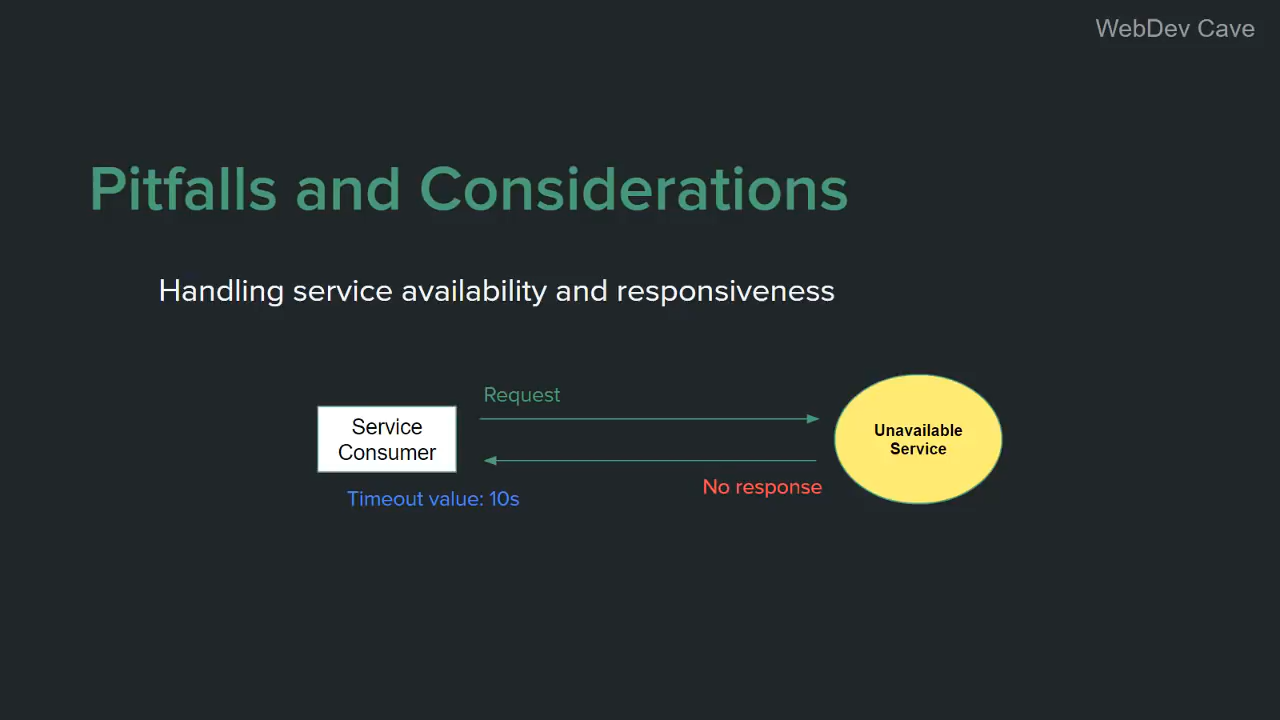 WebDev Cave
Pitfalls and Considerations
Handling service availability and responsiveness
Request
Service
Consumer
Unavailable
Service
No response
Timeout value: 10s